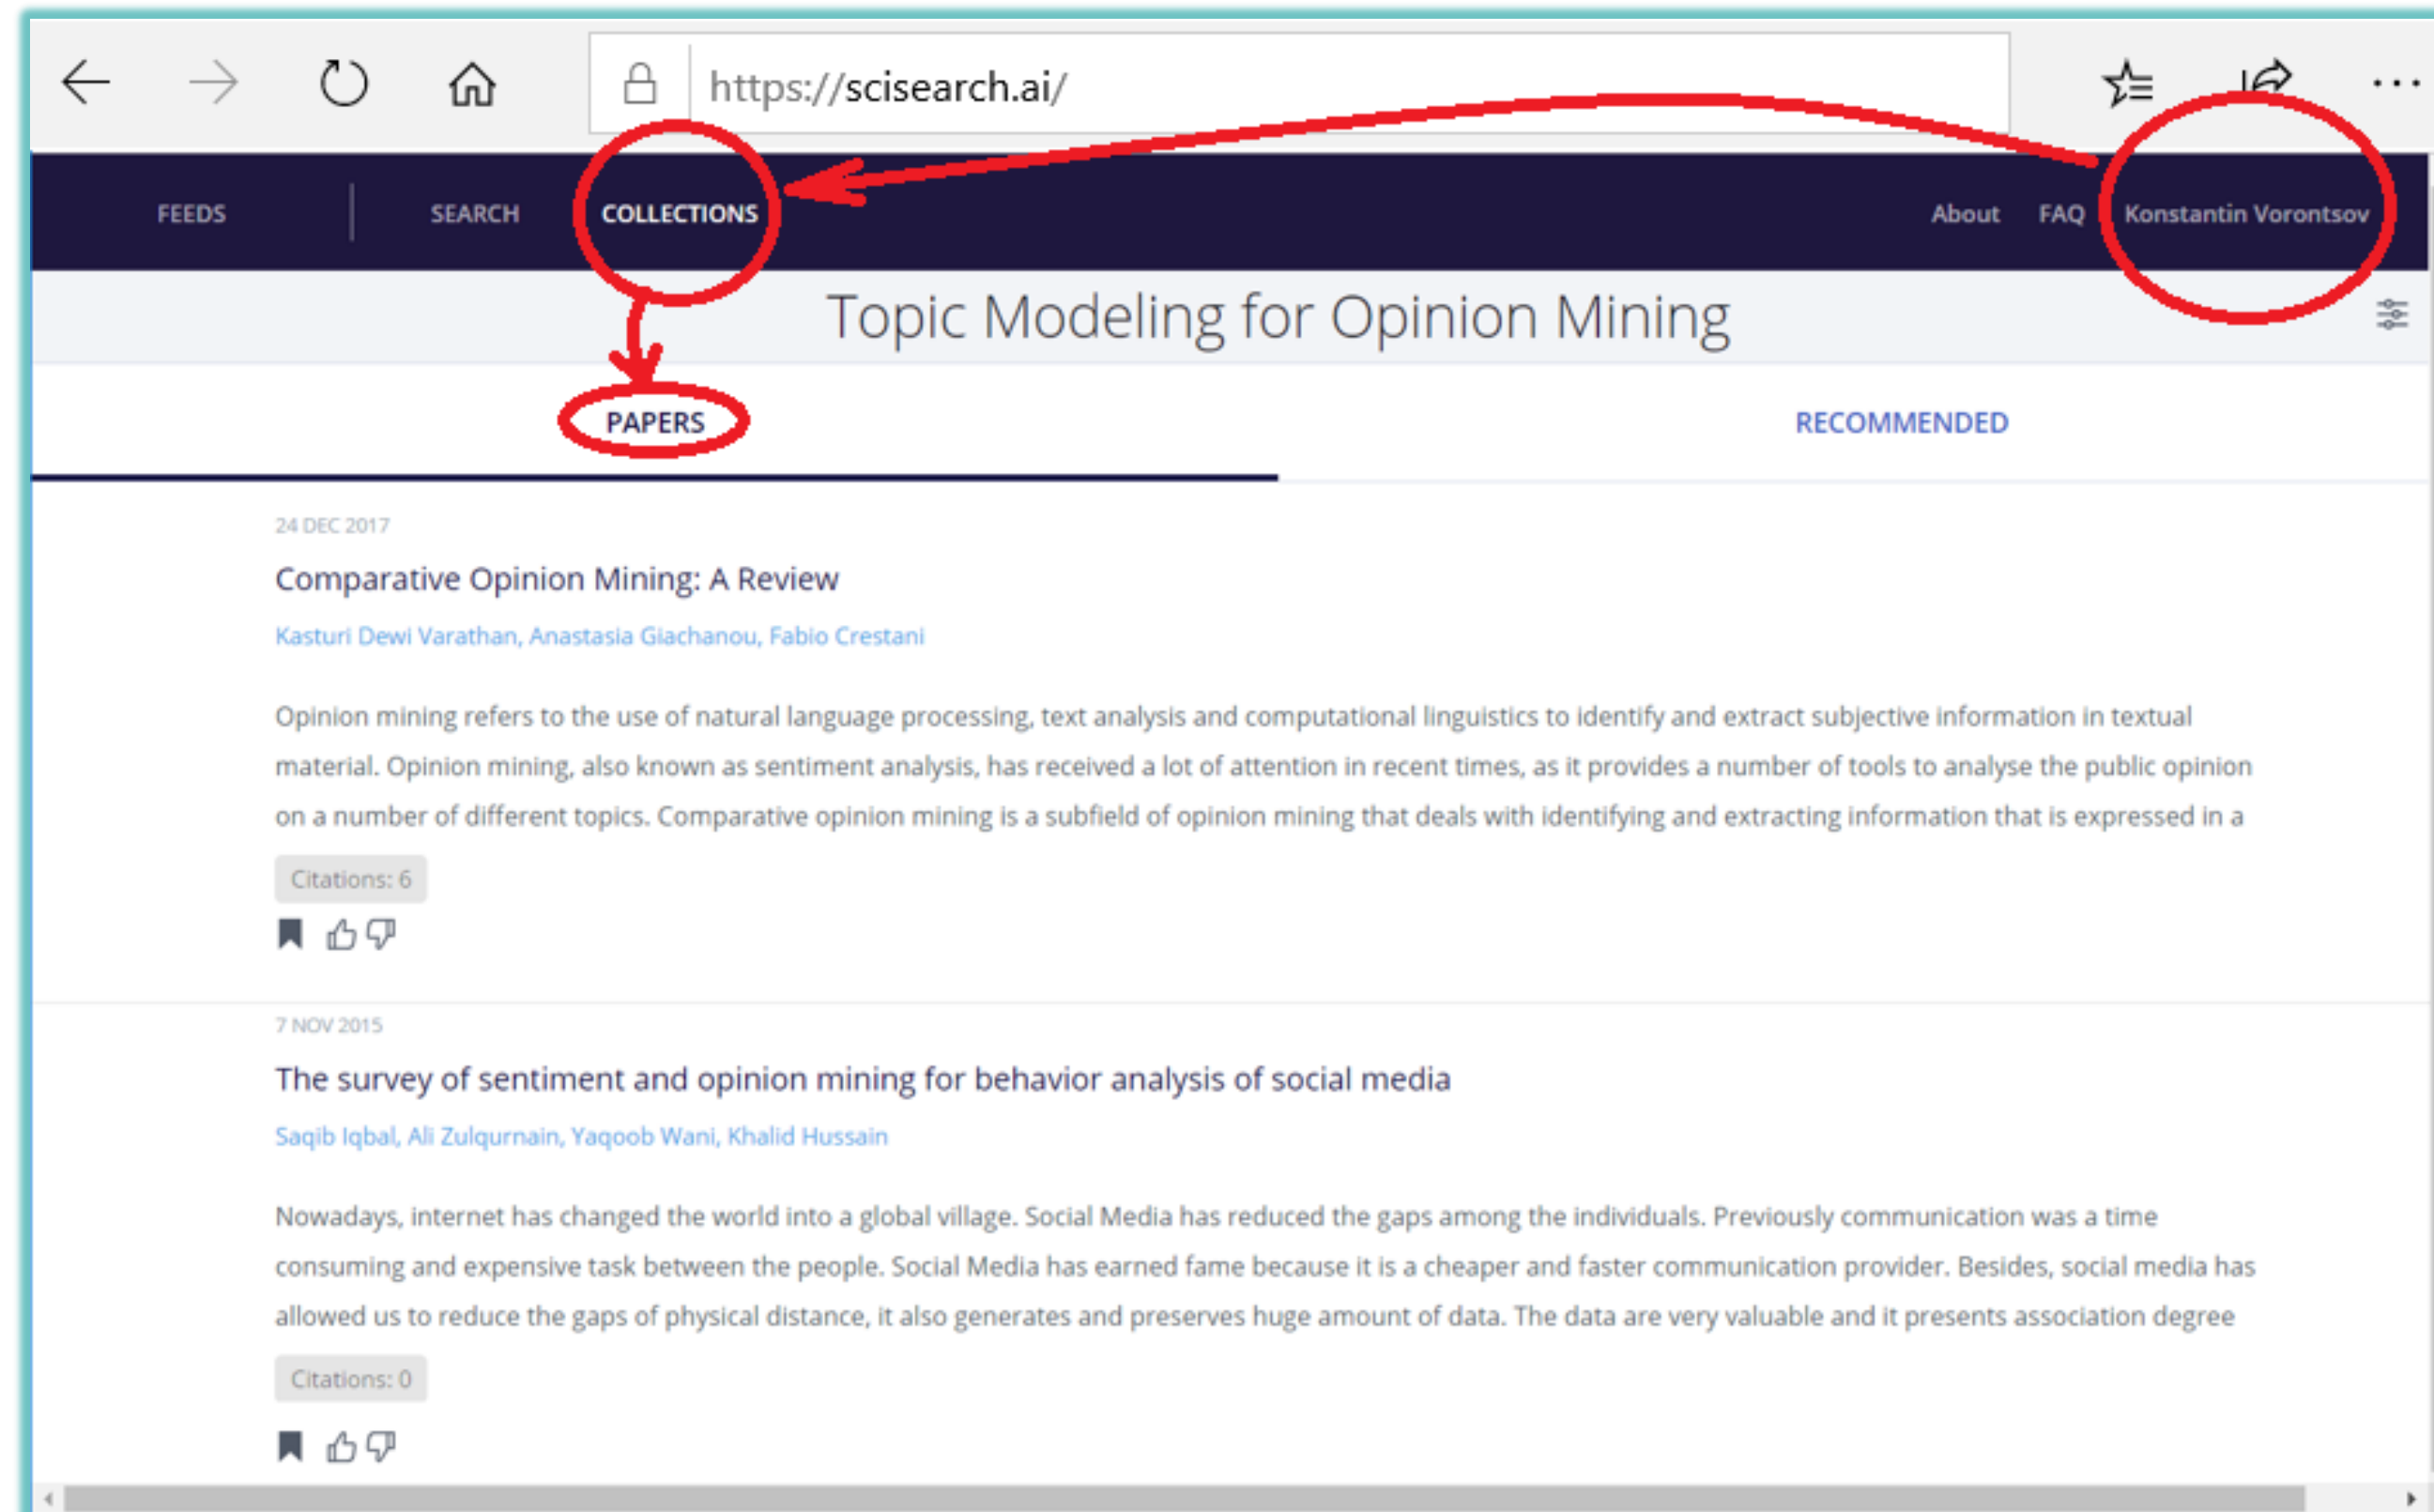 https://scisearch.ai/
FEEDS SEARCH COLLECTIONS About FAQ Konstantin Vorontsov
Topic Modeling for Opinion Mining
PAPERS RECOMMENDED
24 DEC 2017
Comparative Opinion Mining: A Review
Kasturi Dewi Varathan, Anastasia Giachanou, Fabio Crestani
Opinion mining refers to the use of natural language processing, text analysis and computational linguistics to identify and extract subjective information in textual
material. Opinion mining, also known as sentiment analysis, has received a lot of attention in recent times, as it provides a number of tools to analyse the public opinion
on a number of different topics. Comparative opinion mining is a subfield of opinion mining that deals with identifying and extracting information that is expressed in a
Citations: 6
7 NOV 2015
The survey of sentiment and opinion mining for behavior analysis of social media
Saqib Iqbal, Ali Zulqurnain, Yaqoob Wani, Khalid Hussain
Nowadays, internet has changed the world into a global village. Social Media has reduced the gaps among the individuals. Previously communication was a time
consuming and expensive task between the people. Social Media has earned fame because it is a cheaper and faster communication provider. Besides, social media has
allowed us to reduce the gaps of physical distance, it also generates and preserves huge amount of data. The data are very valuable and it presents association degree
Citations: 0